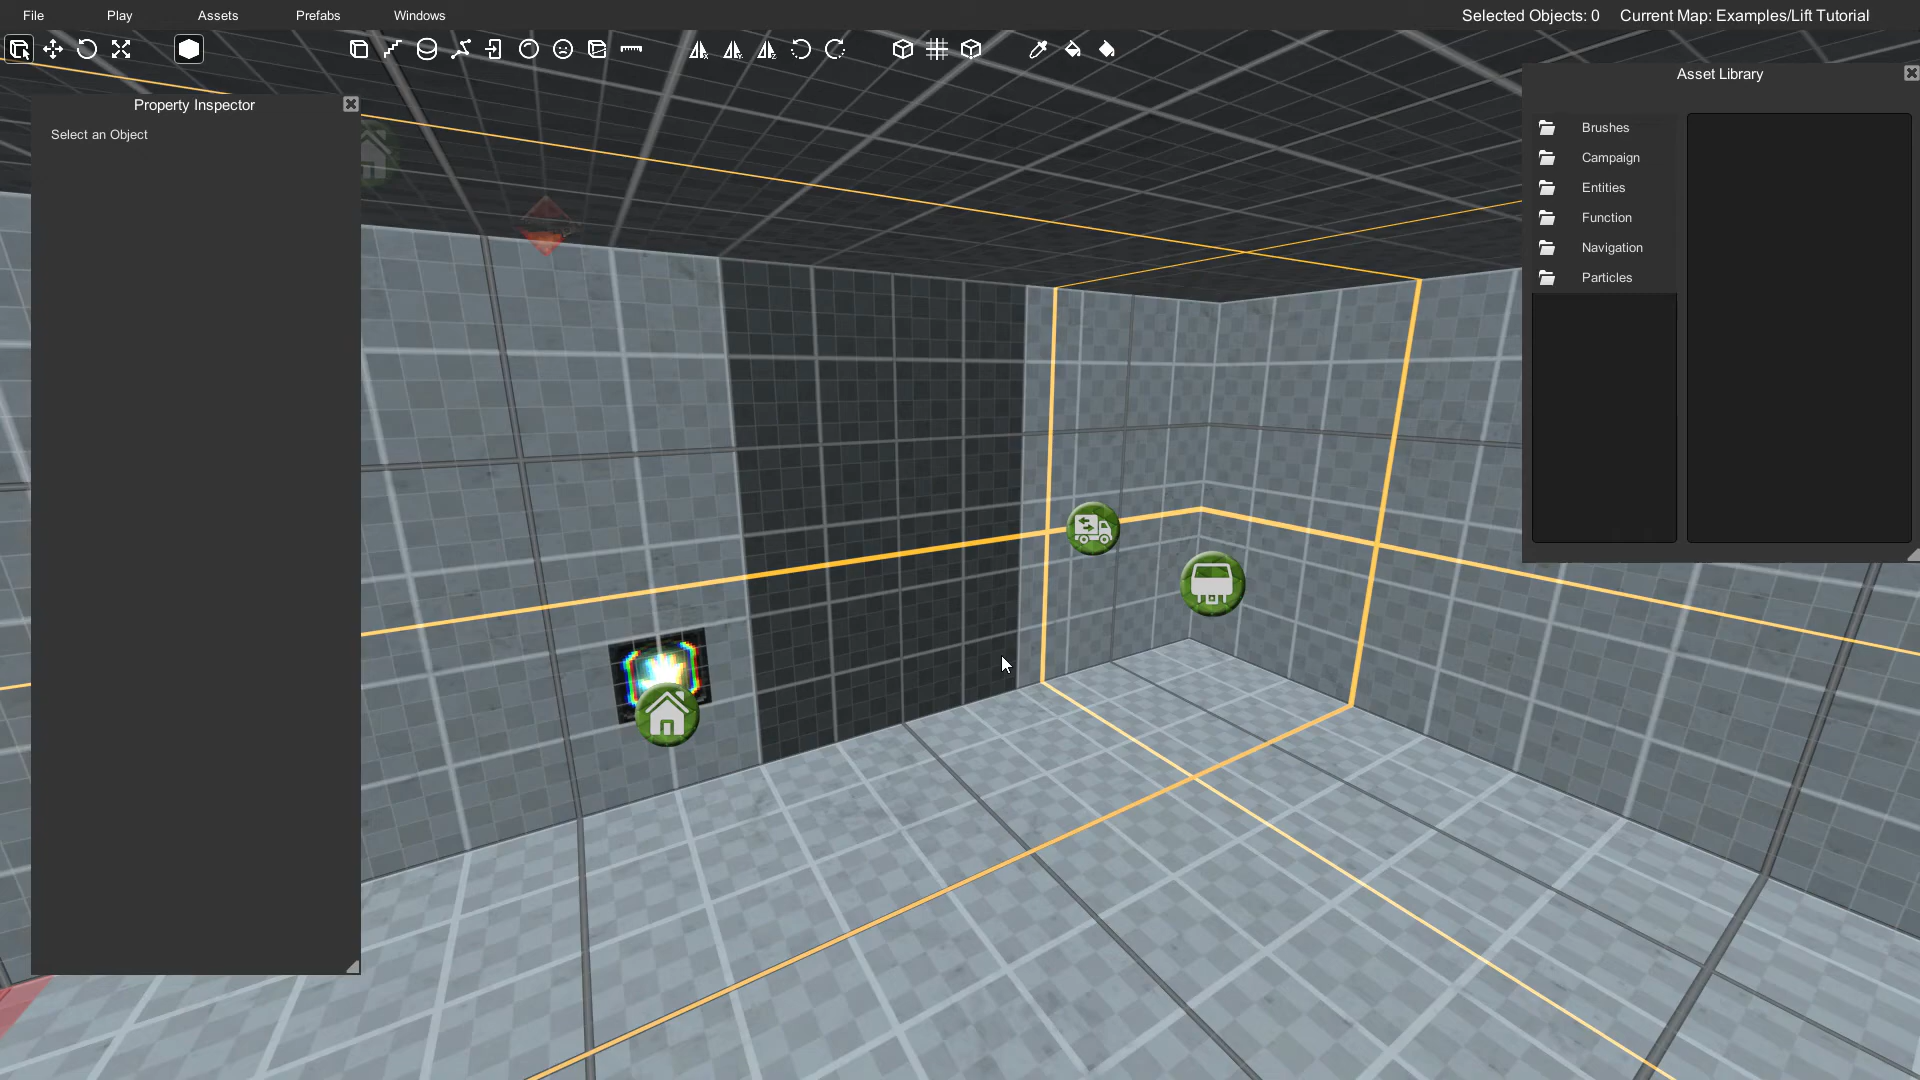 File Play Assets Prefabs Windows Selected Objects: 0 Current Map: Examples/Lift Tutorial
Property Inspector
Select an Object
Asset Library
Brushes
Campaign
Entities
Function
Navigation
Particles